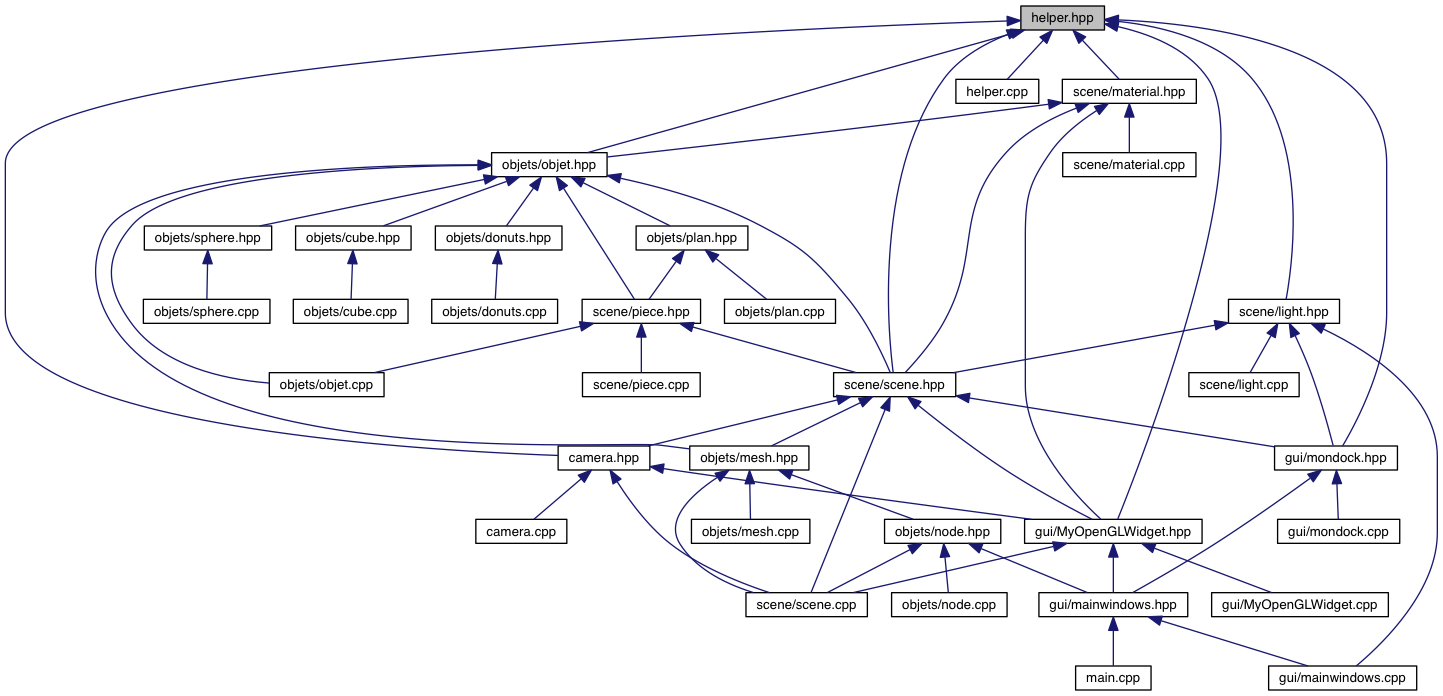 helper.hpp
helper.cpp
scene/material.hpp
objets/objet.hpp
scene/material.cpp
objets/sphere.hpp
objets/cube.hpp
objets/donuts.hpp
objets/plan.hpp
objets/sphere.cpp
objets/cube.cpp
objets/donuts.cpp
scene/piece.hpp
objets/plan.cpp
scene/light.hpp
objets/objet.cpp
scene/piece.cpp
scene/scene.hpp
scene/light.cpp
camera.hpp
objets/mesh.hpp
gui/mondock.hpp
camera.cpp
objets/mesh.cpp
objets/node.hpp
gui/MyOpenGLWidget.hpp
gui/mondock.cpp
scene/scene.cpp
objets/node.cpp
gui/mainwindows.hpp
gui/MyOpenGLWidget.cpp
main.cpp
gui/mainwindows.cpp